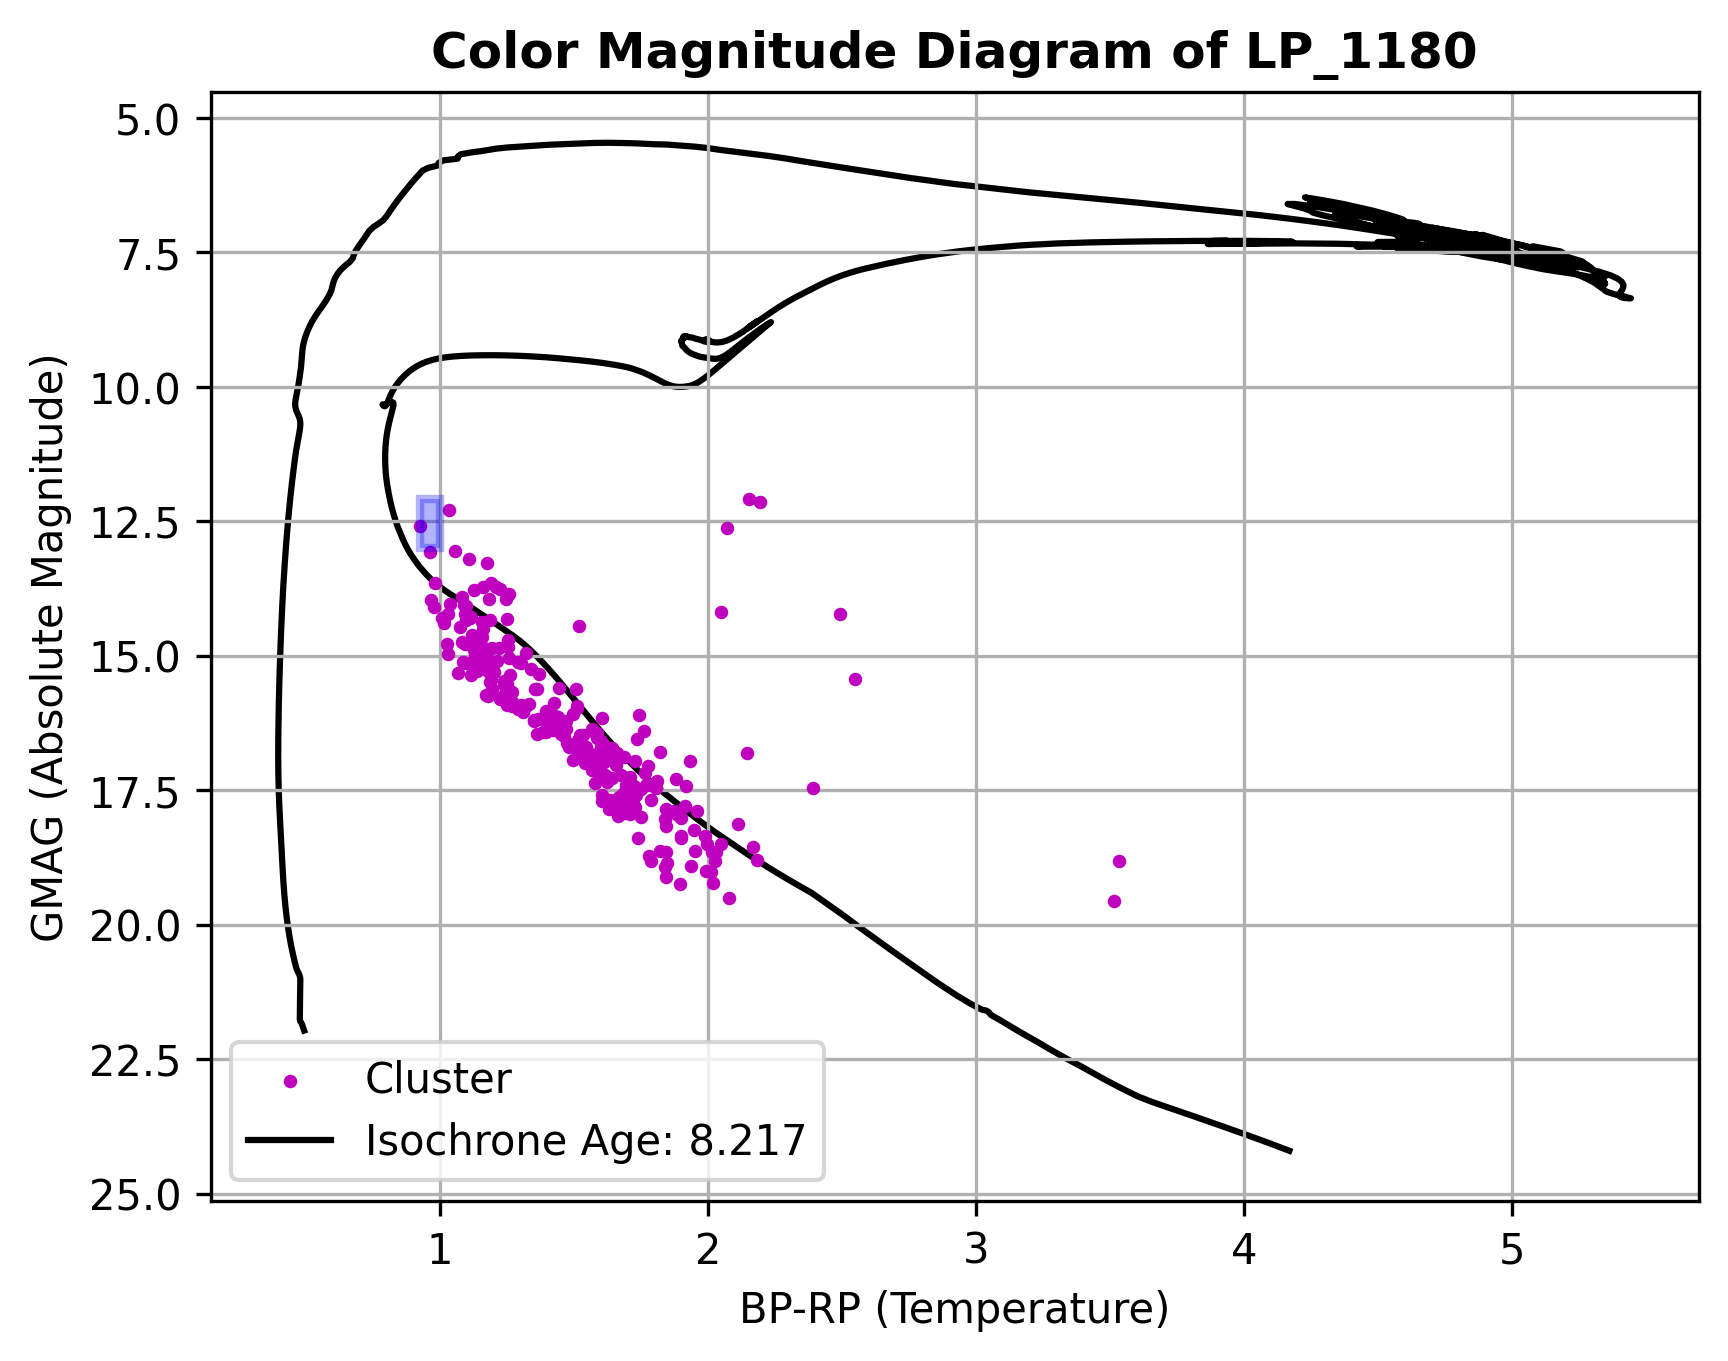 Color Magnitude Diagram of LP_1180
GMAG (Absolute Magnitude)
5.0
7.5
10.0
12.5
15.0
17.5
20.0
22.5
25.0
Cluster
Isochrone Age: 8.217
1 2 3 4 5
BP-RP (Temperature)